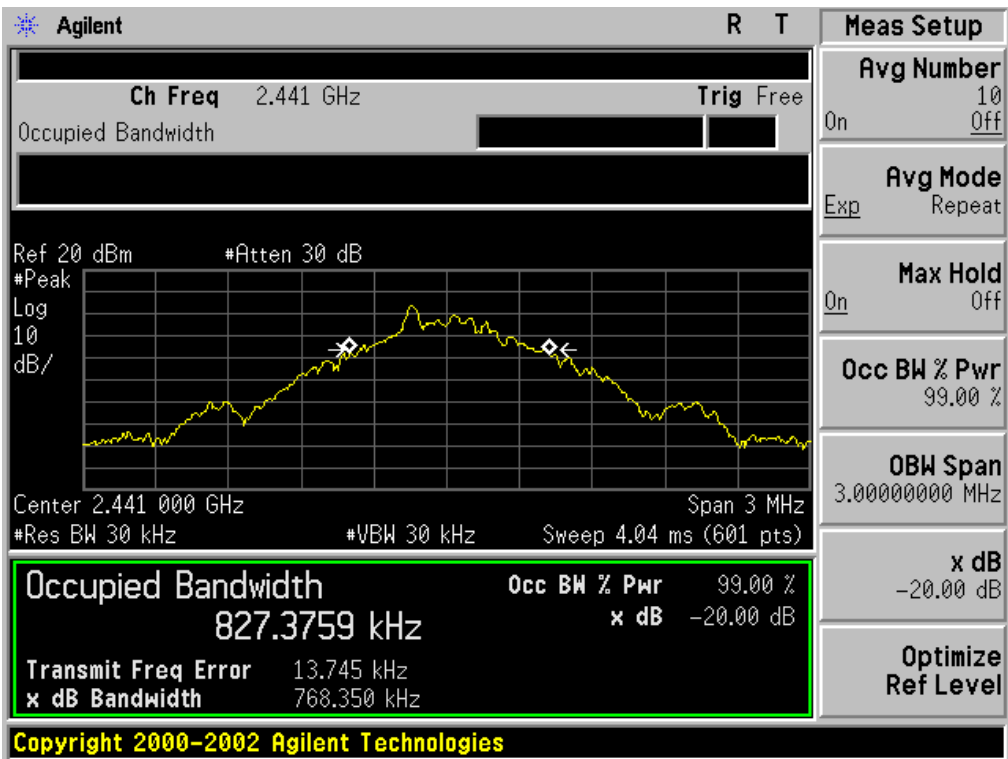 Agilent R T
Ch Freq 2.441 GHz Trig Free
Occupied Bandwidth
Ref 20 dBm #Atten 30 dB
#Peak
Log
10
dB/
Center 2.441 000 GHz Span 3 MHz
#Res BW 30 kHz #VBW 30 kHz Sweep 4.04 ms (601 pts)
Occupied Bandwidth Occ BW % Pwr 99.00 %
827.3759 kHz x dB -20.00 dB
Transmit Freq Error 13.745 kHz
x dB Bandwidth 768.350 kHz
Copyright 2000-2002 Agilent Technologies
Meas Setup
Avg Number
10
On Off
Avg Mode
Exp Repeat
Max Hold
On Off
Occ BW % Pwr
99.00 %
OBW Span
3.00000000 MHz
x dB
-20.00 dB
Optimize
Ref Level